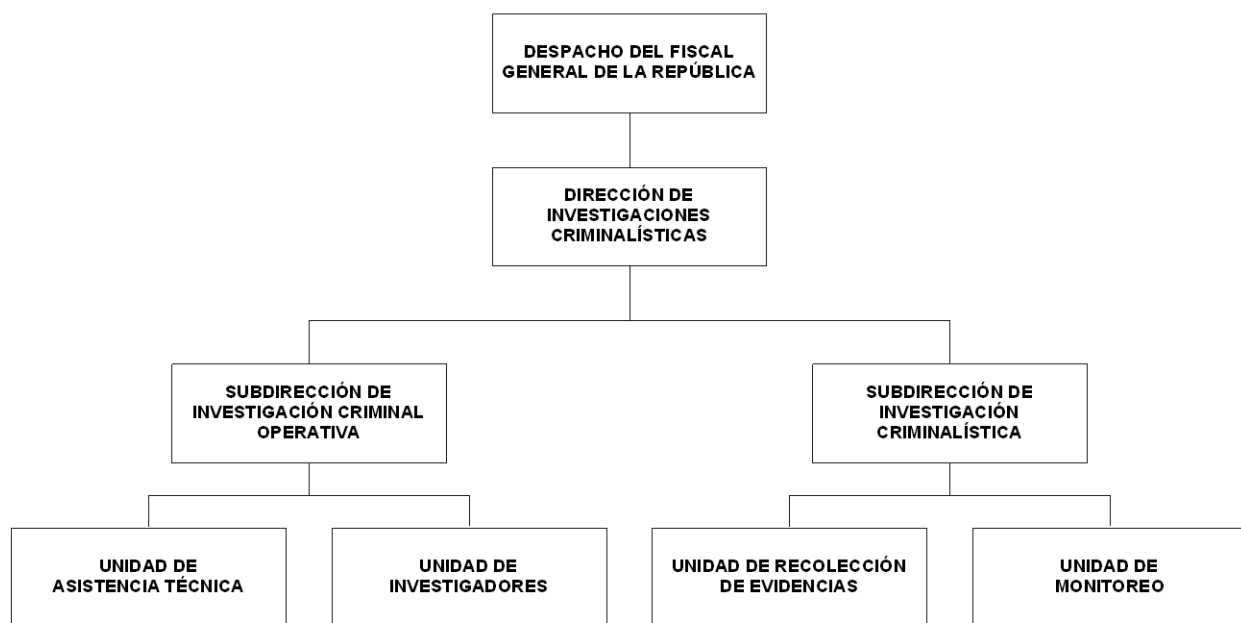 DESPACHO DEL FISCAL
GENERAL DE LA REPÚBLICA
DIRECCIÓN DE
INVESTIGACIONES
CRIMINALÍSTICAS
SUBDIRECCIÓN DE
INVESTIGACIÓN CRIMINAL
OPERATIVA
SUBDIRECCIÓN DE
INVESTIGACIÓN
CRIMINALÍSTICA
UNIDAD DE
ASISTENCIA TÉCNICA
UNIDAD DE
INVESTIGADORES
UNIDAD DE RECOLECCIÓN
DE EVIDENCIAS
UNIDAD DE
MONITOREO